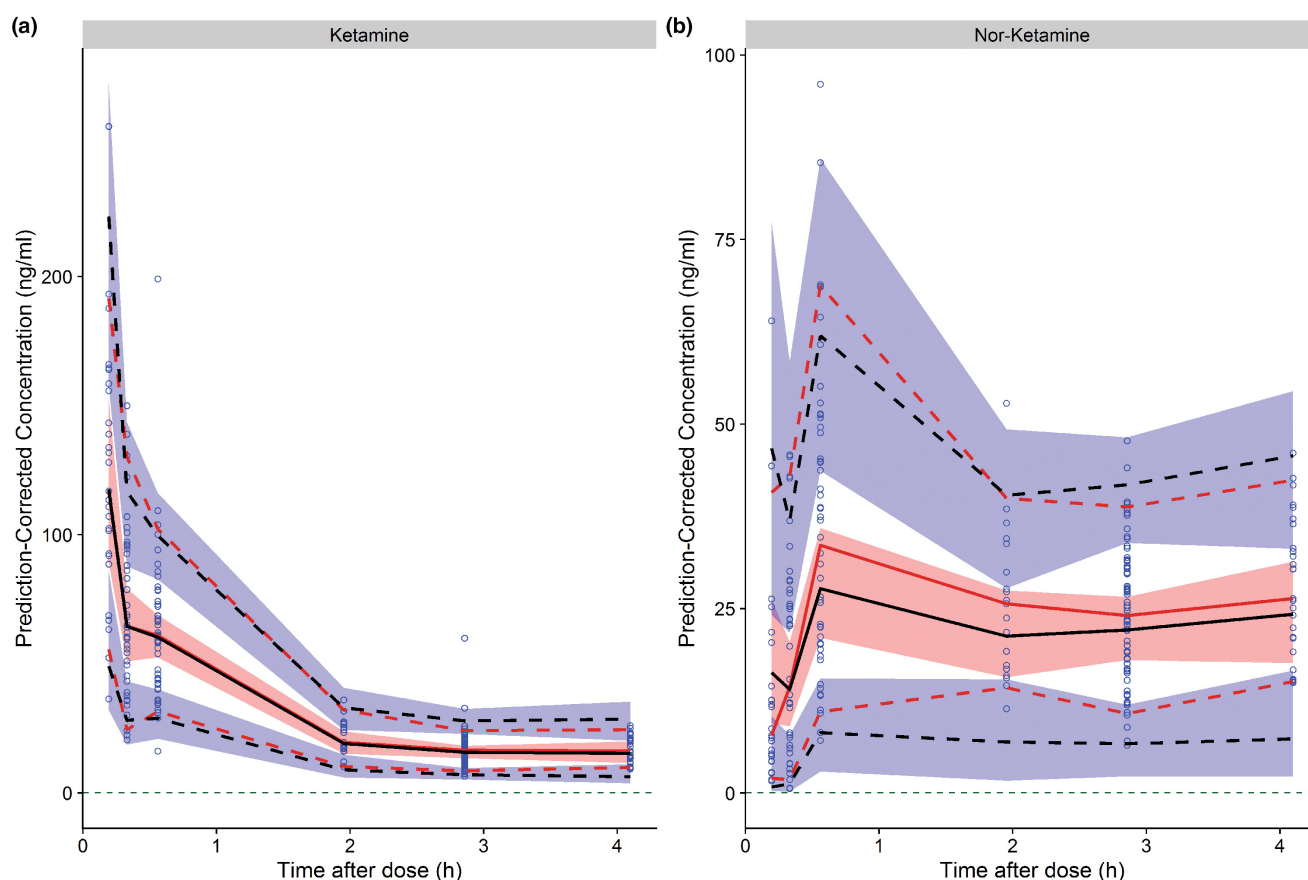 (a)
Ketamine
Prediction-Corrected Concentration (ng/ml)
200
100
0
0
1
2
3
4
Time after dose (h)
(b)
Nor-Ketamine
Prediction-Corrected Concentration (ng/ml)
100
75
50
25
0
0
1
2
3
4
Time after dose (h)